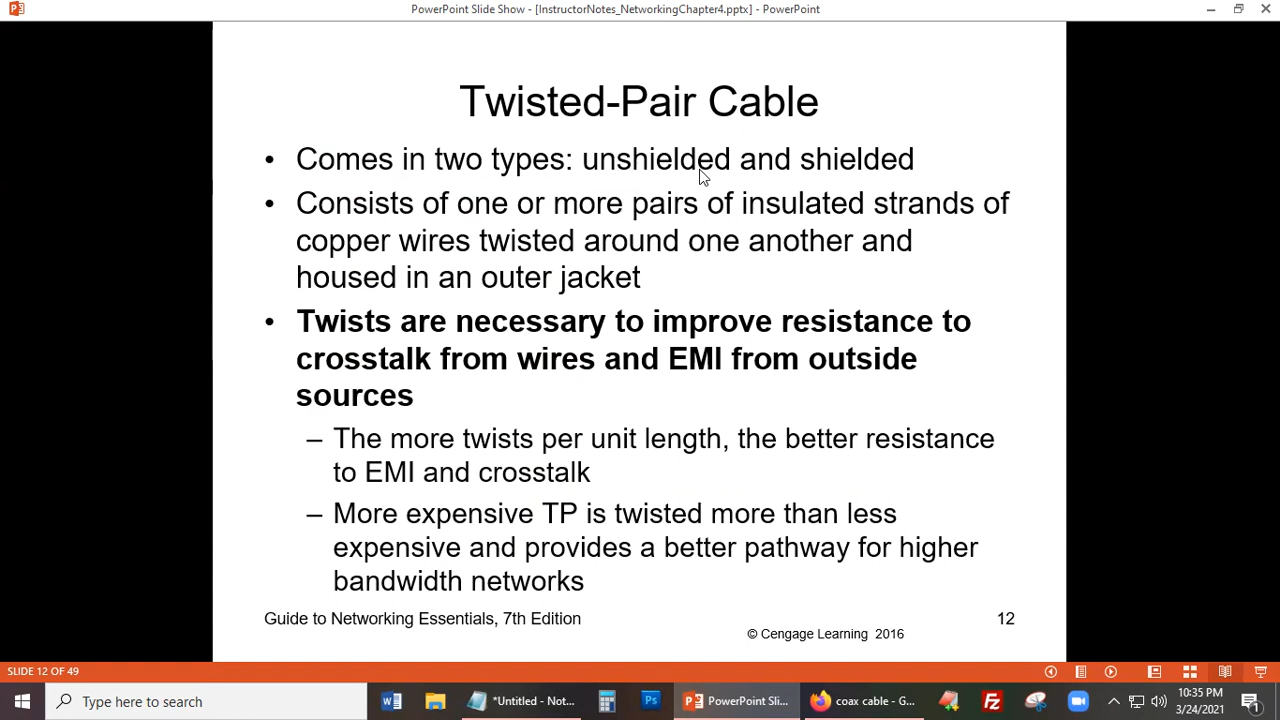 PowerPoint Slide Show - [InstructorNotes_NetworkingChapter4.pptx] - PowerPoint
Twisted-Pair Cable
• Comes in two types: unshielded and shielded
• Consists of one or more pairs of insulated strands of
copper wires twisted around one another and
housed in an outer jacket
• Twists are necessary to improve resistance to
crosstalk from wires and EMI from outside
sources
– The more twists per unit length, the better resistance
to EMI and crosstalk
– More expensive TP is twisted more than less
expensive and provides a better pathway for higher
bandwidth networks
Guide to Networking Essentials, 7th Edition
12
© Cengage Learning 2016
SLIDE 12 OF 49
Type here to search
*Untitled - Not...
PowerPoint Sli...
coax cable - G...
10:35 PM
3/24/2021